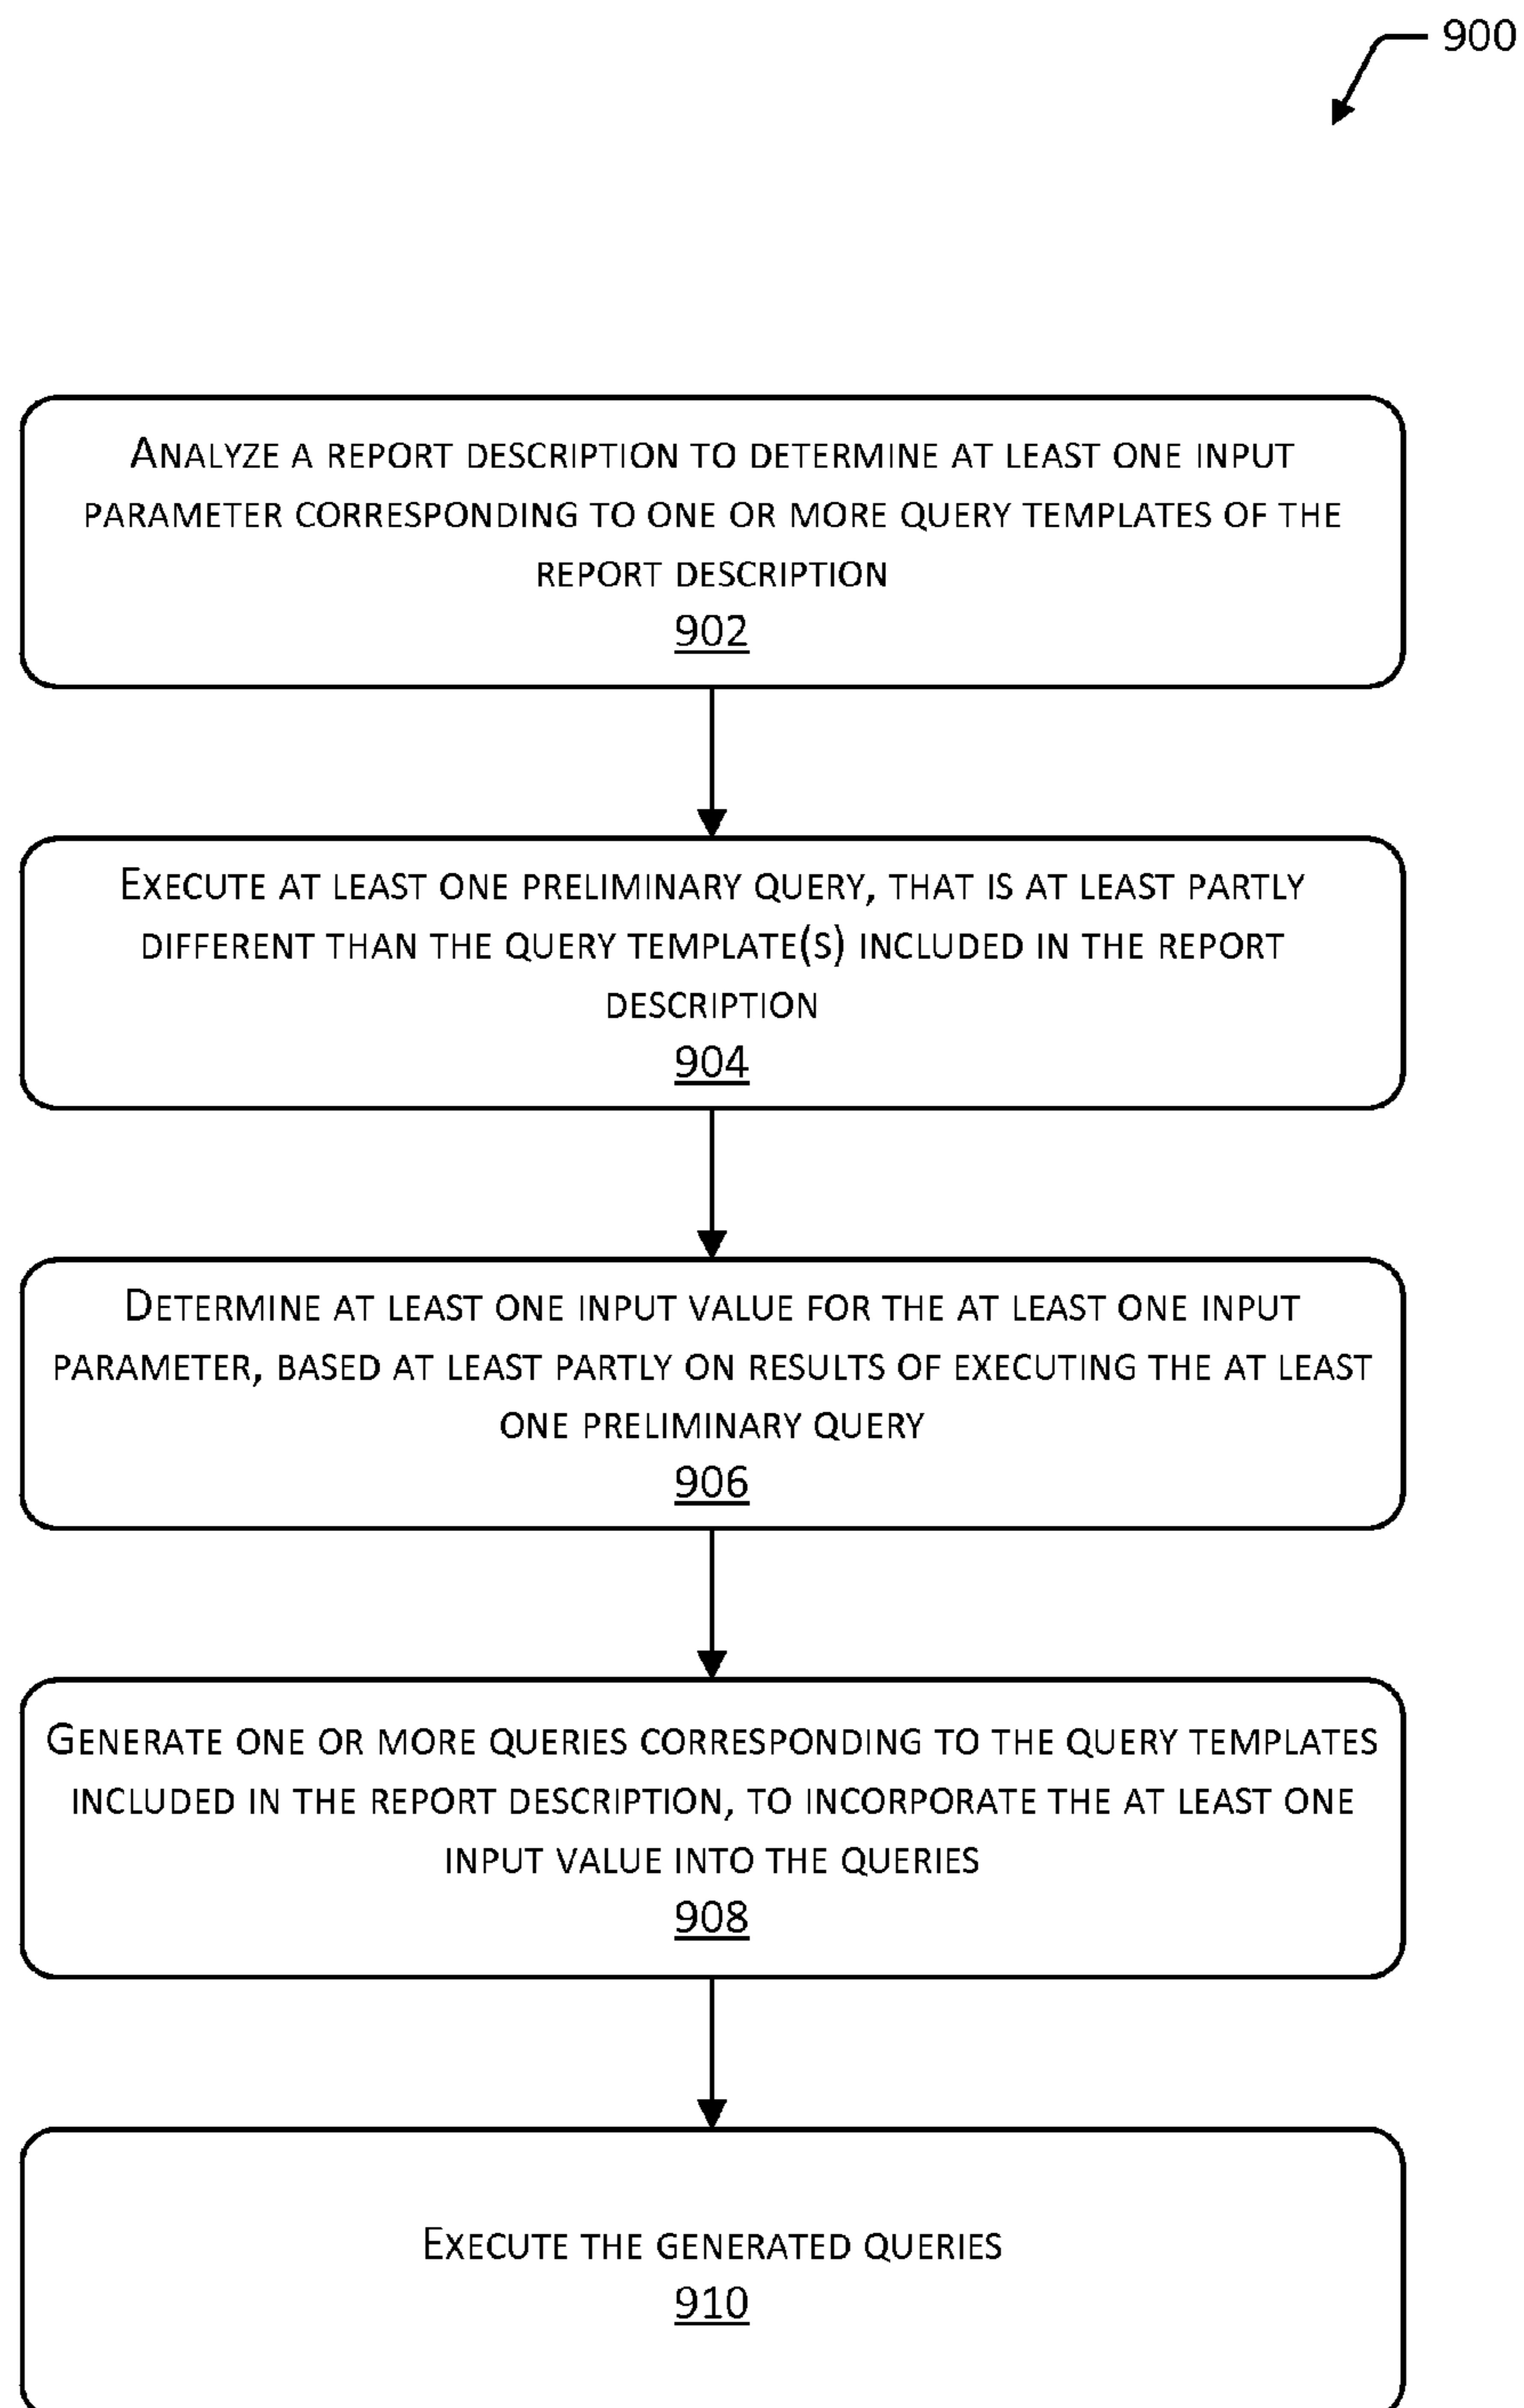 900
Analyze a report description to determine at least one input
parameter corresponding to one or more query templates of the
report description
902
Execute at least one preliminary query, that is at least partly
different than the query template(s) included in the report
description
904
Determine at least one input value for the at least one input
parameter, based at least partly on results of executing the at least
one preliminary query
906
Generate one or more queries corresponding to the query templates
included in the report description, to incorporate the at least one
input value into the queries
908
Execute the generated queries
910